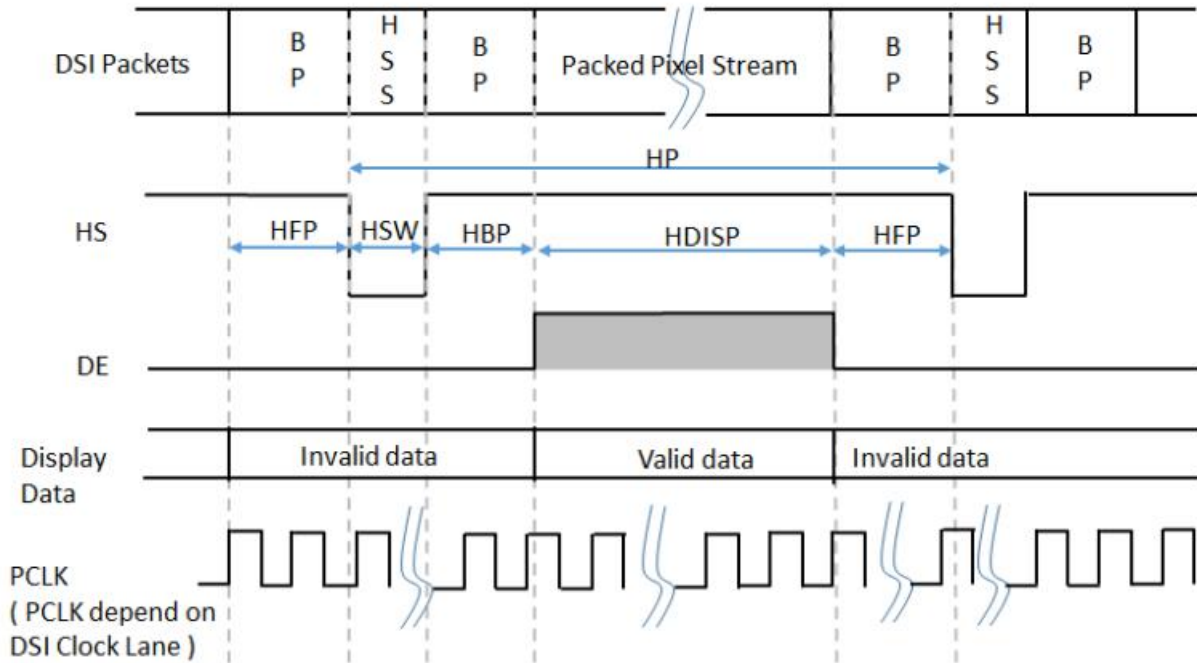 DSI Packets
B
P
H
S
S
B
P
Packed Pixel Stream
B
P
H
S
S
B
P
HP
HS
HFP
HSW
HBP
HDISP
HFP
DE
Display
Data
Invalid data
Valid data
Invalid data
PCLK
( PCLK depend on
DSI Clock Lane )